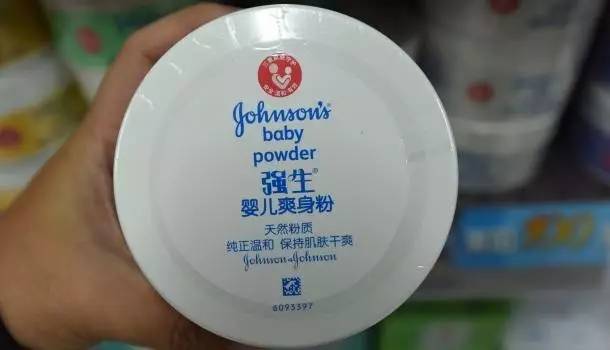 Johnson's®
baby
powder
强生®
婴儿爽身粉
天然粉质
纯正温和 保持肌肤干爽
Johnson & Johnson
6093397